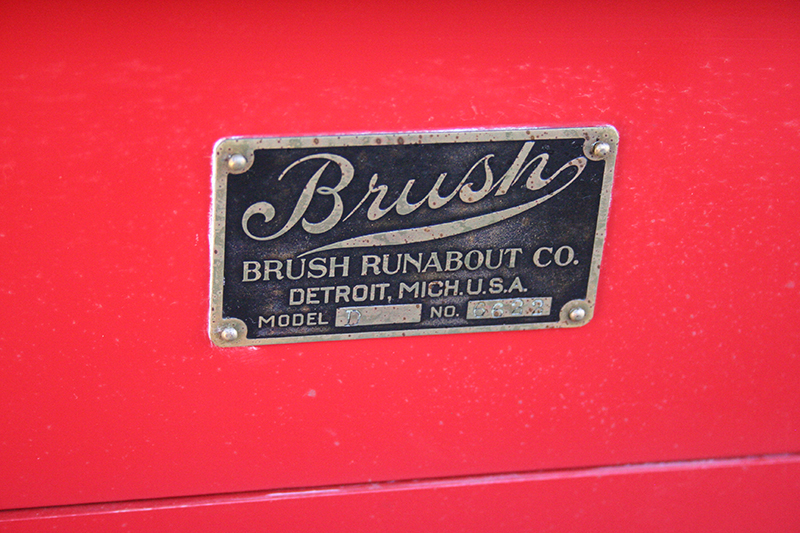 Brush
BRUSH RUNABOUT CO.
DETROIT, MICH. U.S.A.
MODEL D NO.